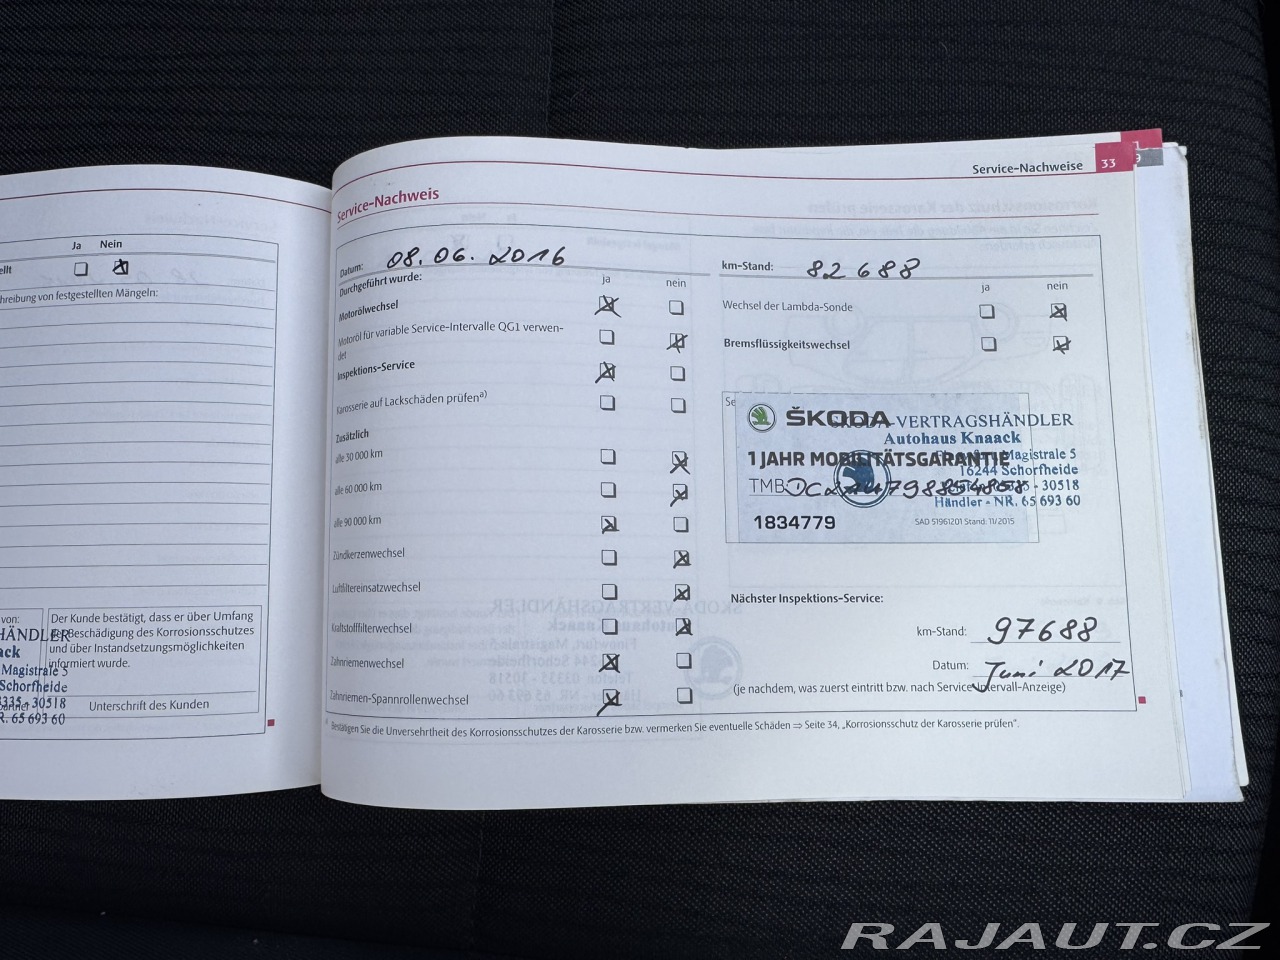 Ja Nein
ellt
hreibung von festgestellten Mängeln:
von:
HÄNDLER
ack
Magistrale 5
Schorfheide
335 - 30518
R. 65 693 60
Der Kunde bestätigt, dass er über Umfang
Beschädigung des Korrosionsschutzes
und über Instandsetzungsmöglichkeiten
informiert wurde.
Unterschrift des Kunden
Service-Nachweise 33
Service-Nachweis
Datum: 08. 06. 2016
Durchgeführt wurde:
ja nein
Motorölwechsel
Motoröl für variable Service-Intervalle QG1 verwen-
det
Inspektions-Service
Karosserie auf Lackschäden prüfen a)
Zusätzlich
alle 30 000 km
alle 60 000 km
alle 90 000 km
Zündkerzenwechsel
Luftfiltereinsatzwechsel
Kraftstofffilterwechsel
Zahnriemenwechsel
Zahnriemen-Spannrollenwechsel
km-Stand: 82 688
ja nein
Wechsel der Lambda-Sonde
Bremsflüssigkeitswechsel
Se
ŠKODA
ŠKODA-VERTRAGSHÄNDLER
Autohaus Knaack
Magistrale 5
1 JAHR MOBILITÄTSGARANTIE
16244 Schorfheide
TMB
- 30518
Händler - NR. 65 693 60
1834779
SAD 51961201 Stand: 11/2015
Nächster Inspektions-Service:
km-Stand: 97688
Datum: Juni 2017
(je nachdem, was zuerst eintritt bzw. nach Service-Intervall-Anzeige)
Bestätigen Sie die Unversehrtheit des Korrosionsschutzes der Karosserie bzw. vermerken Sie eventuelle Schäden ⇒ Seite 34, „Korrosionsschutz der Karosserie prüfen“.
RAJAUT.CZ